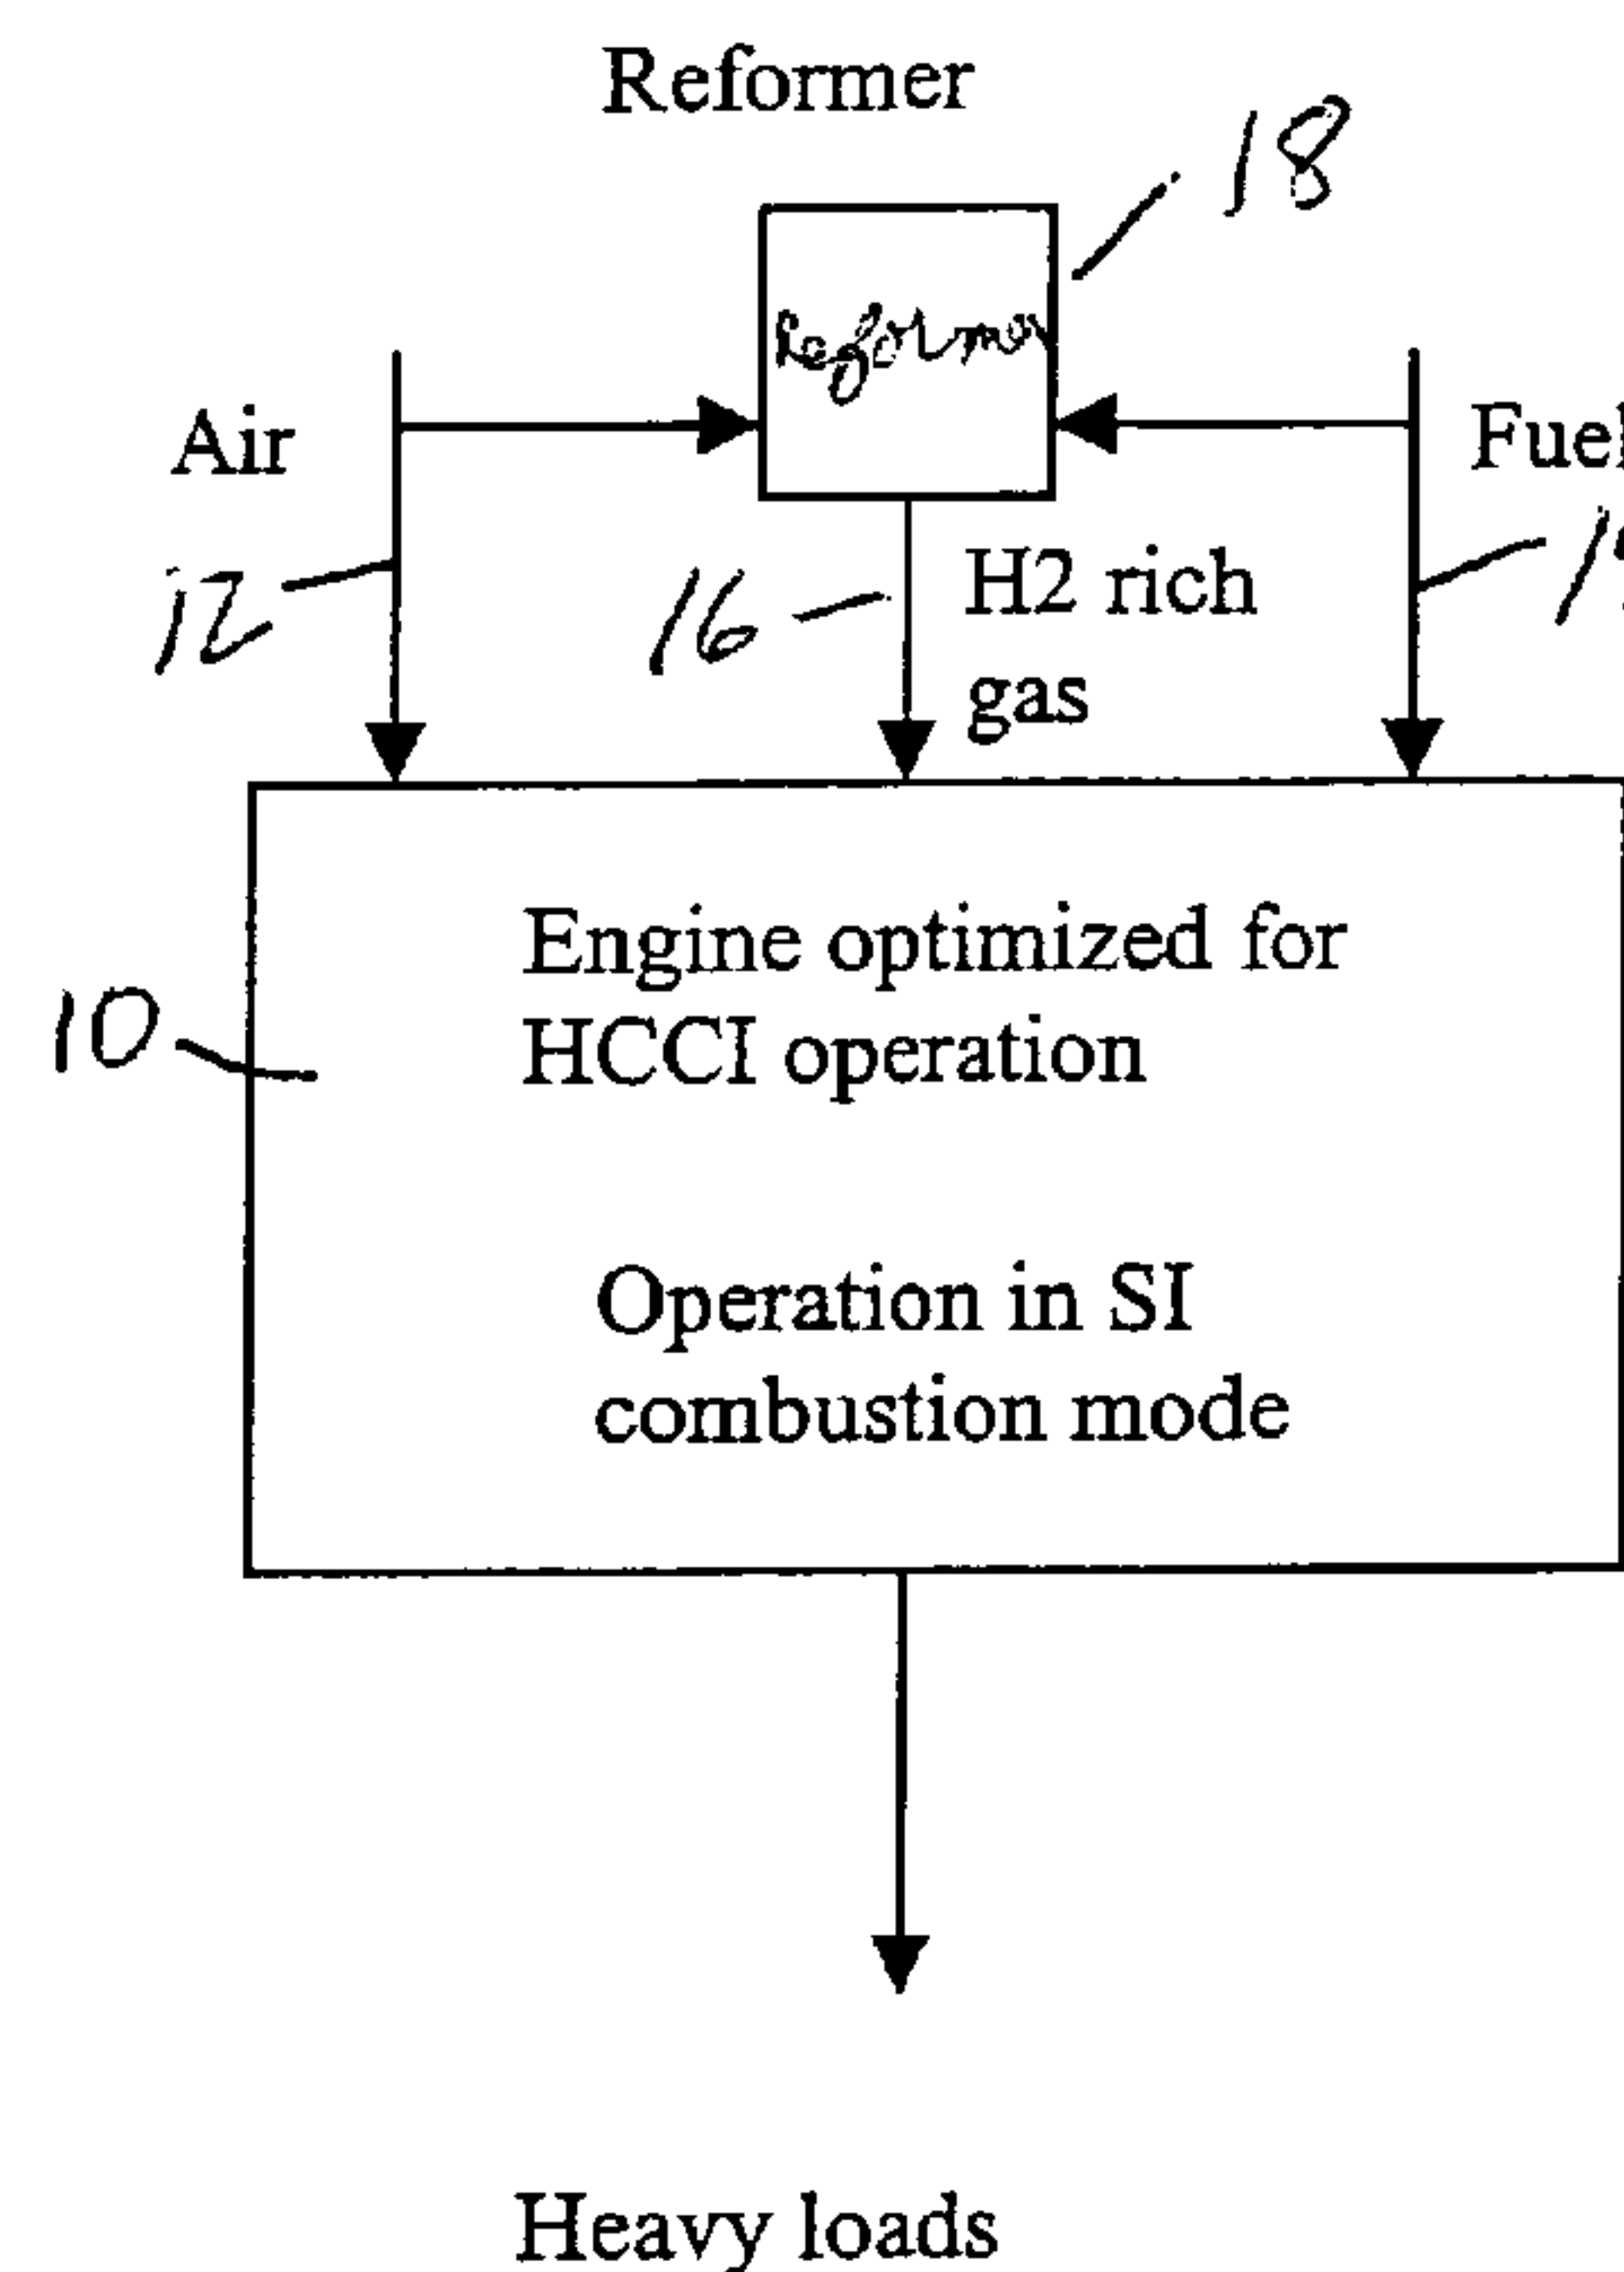 Reformer
18
Reformer
Air
Fuel
12
16
H2 rich
gas
Engine optimized for
HCCI operation
10
Operation in SI
combustion mode
Heavy loads